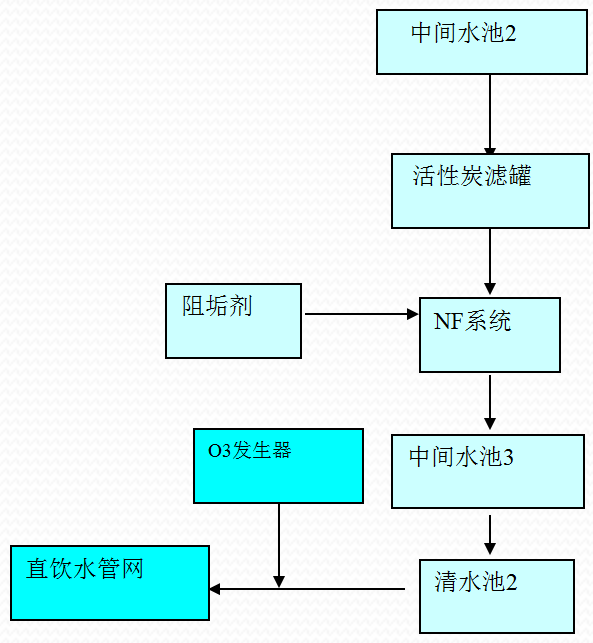 中间水池2
活性炭滤罐
阻垢剂
NF系统
O3发生器
中间水池3
直饮水管网
清水池2